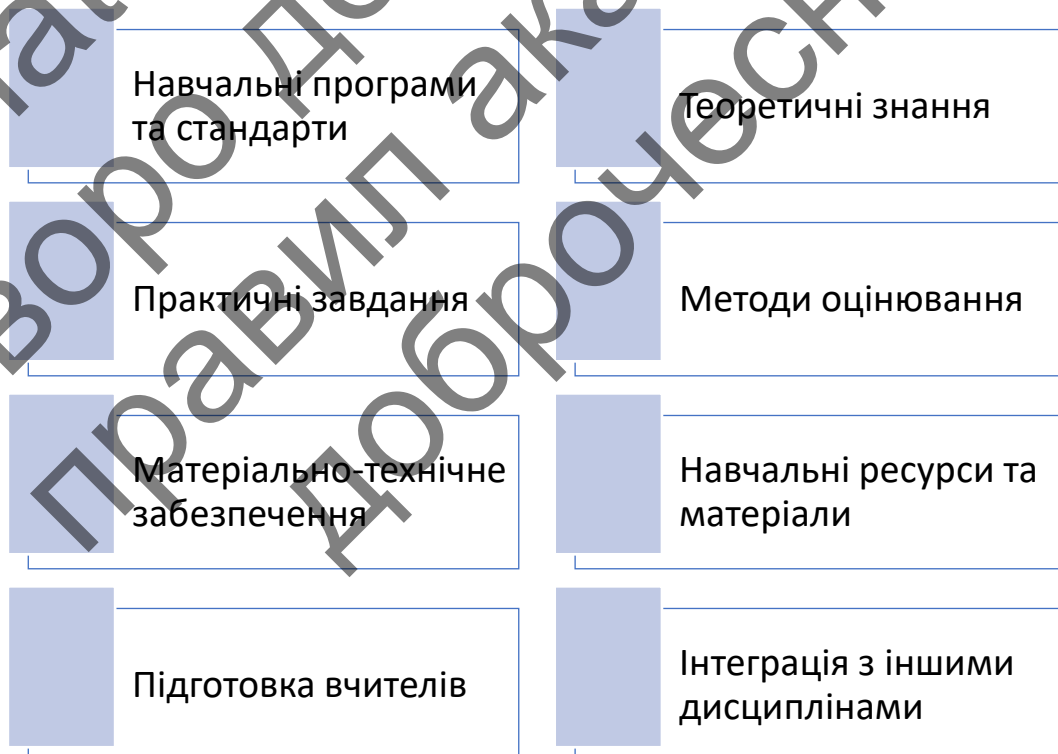 Навчальні програми
та стандарти
Теоретичні знання
Практичні завдання
Методи оцінювання
Матеріально-технічне
забезпечення
Навчальні ресурси та
матеріали
Підготовка вчителів
Інтеграція з іншими
дисциплінами
правил